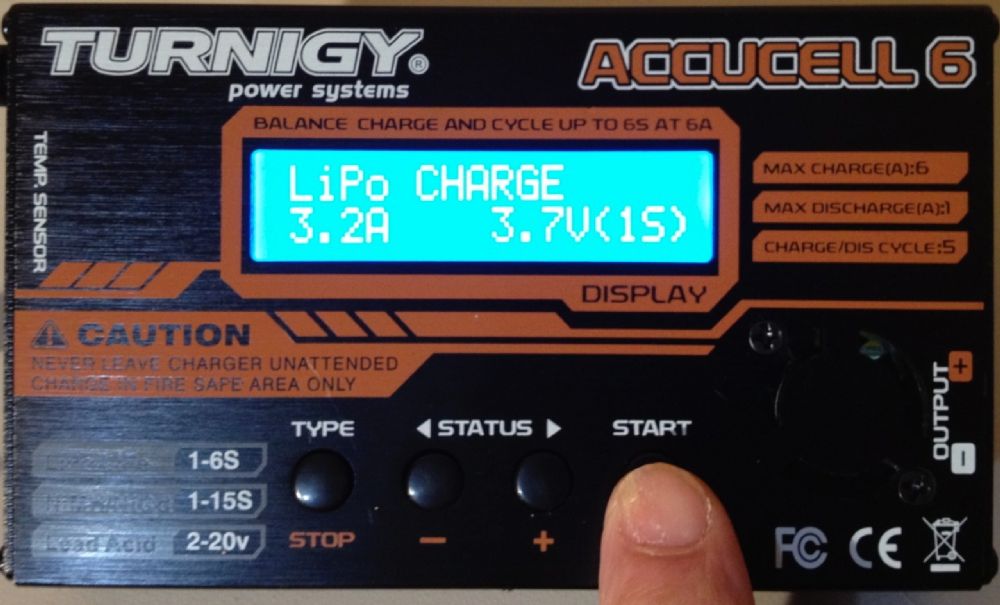 TURNIGY®
power systems
ACCUCELL 6
TEMP. SENSOR
BALANCE CHARGE AND CYCLE UP TO 6S AT 6A
LiPo CHARGE
3.2A 3.7V(1S)
DISPLAY
MAX CHARGE(A):6
MAX DISCHARGE(A):1
CHARGE/DIS CYCLE:5
CAUTION
NEVER LEAVE CHARGER UNATTENDED
CHARGE IN FIRE SAFE AREA ONLY
TYPE
◀ STATUS ▶
START
OUTPUT
+
−
1-6S
1-15S
Lead Acid 2-20v
STOP
−
+
FC CE